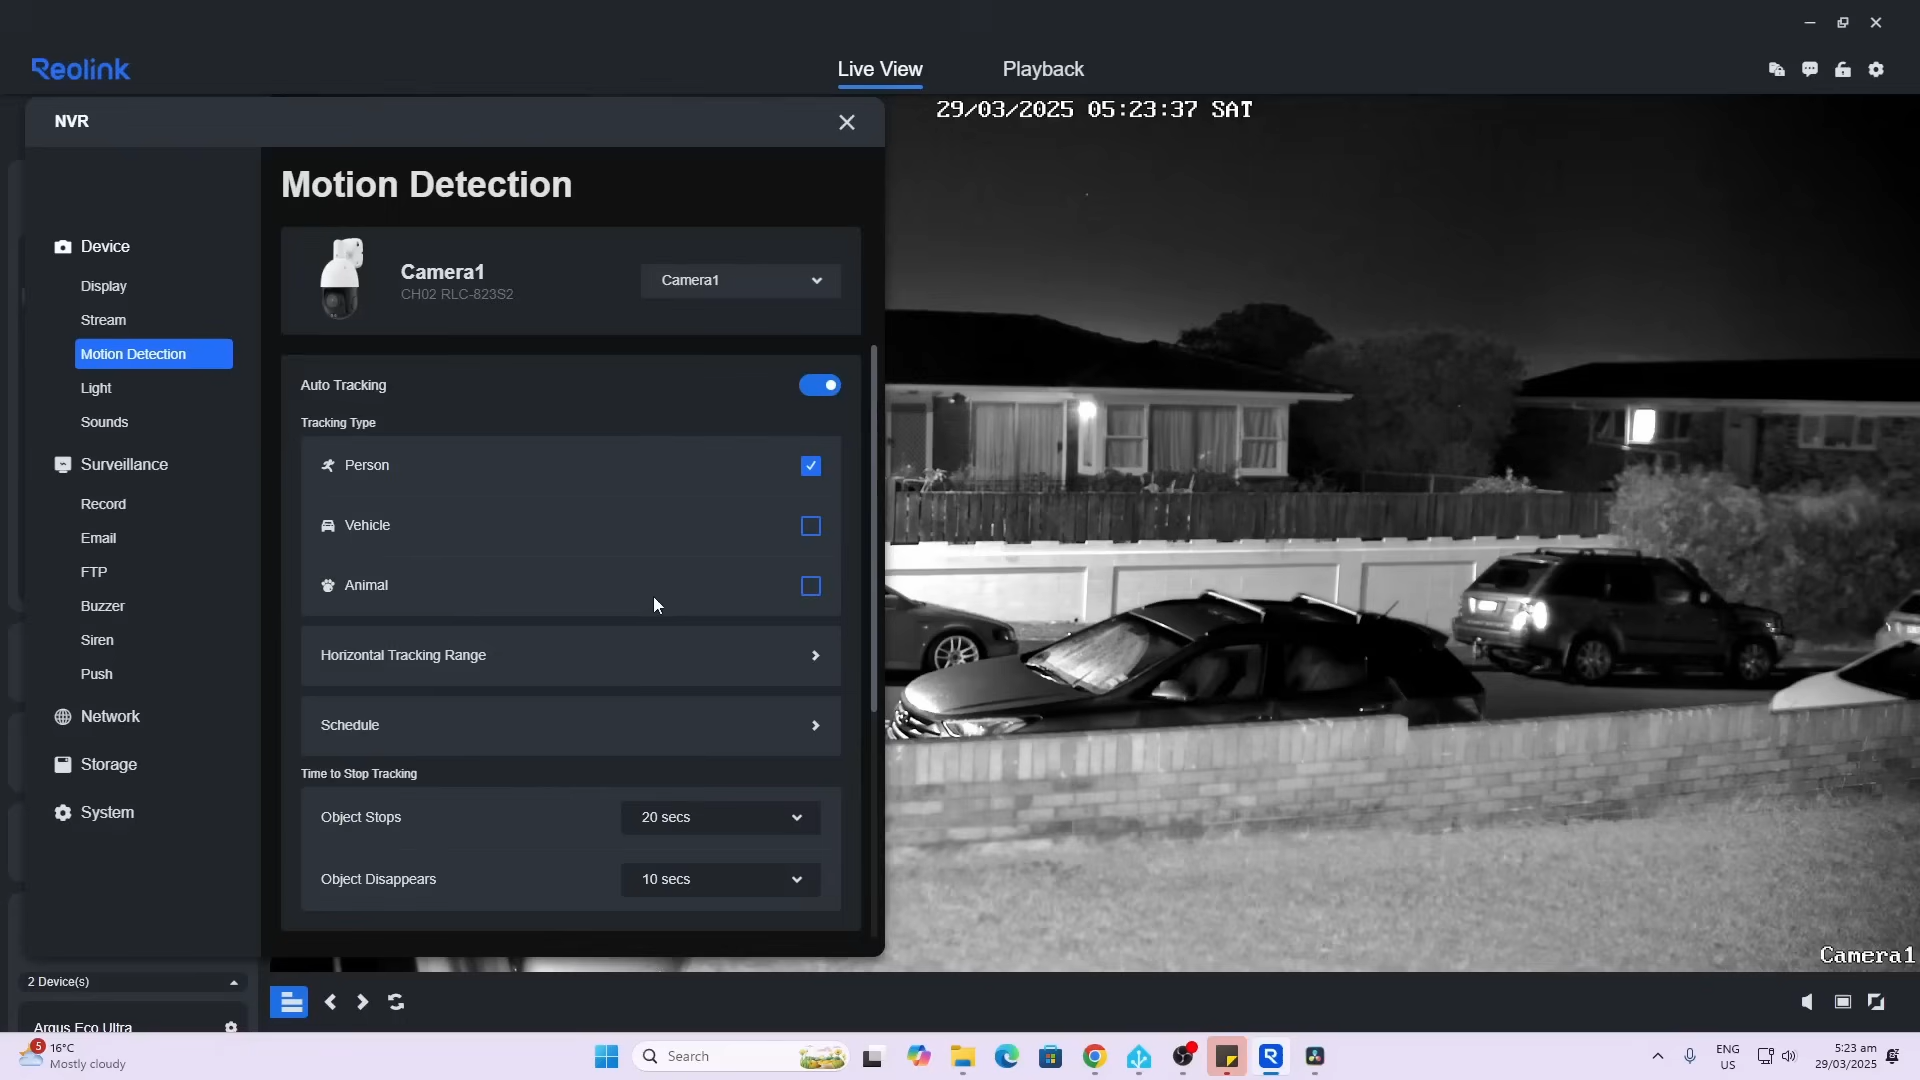 Reolink
Live View
Playback
NVR
29/03/2025 05:23:37 SAT
Motion Detection
Camera1
CH02 RLC-823S2
Camera1
Device
Display
Stream
Motion Detection
Light
Sounds
Surveillance
Record
Email
FTP
Buzzer
Siren
Push
Network
Storage
System
Auto Tracking
Tracking Type
Person
Vehicle
Animal
Horizontal Tracking Range
Schedule
Time to Stop Tracking
Object Stops
20 secs
Object Disappears
10 secs
Camera1
2 Device(s)
Argus Eco Ultra
5
16°C
Mostly cloudy
Search
ENG
US
5:23 am
29/03/2025